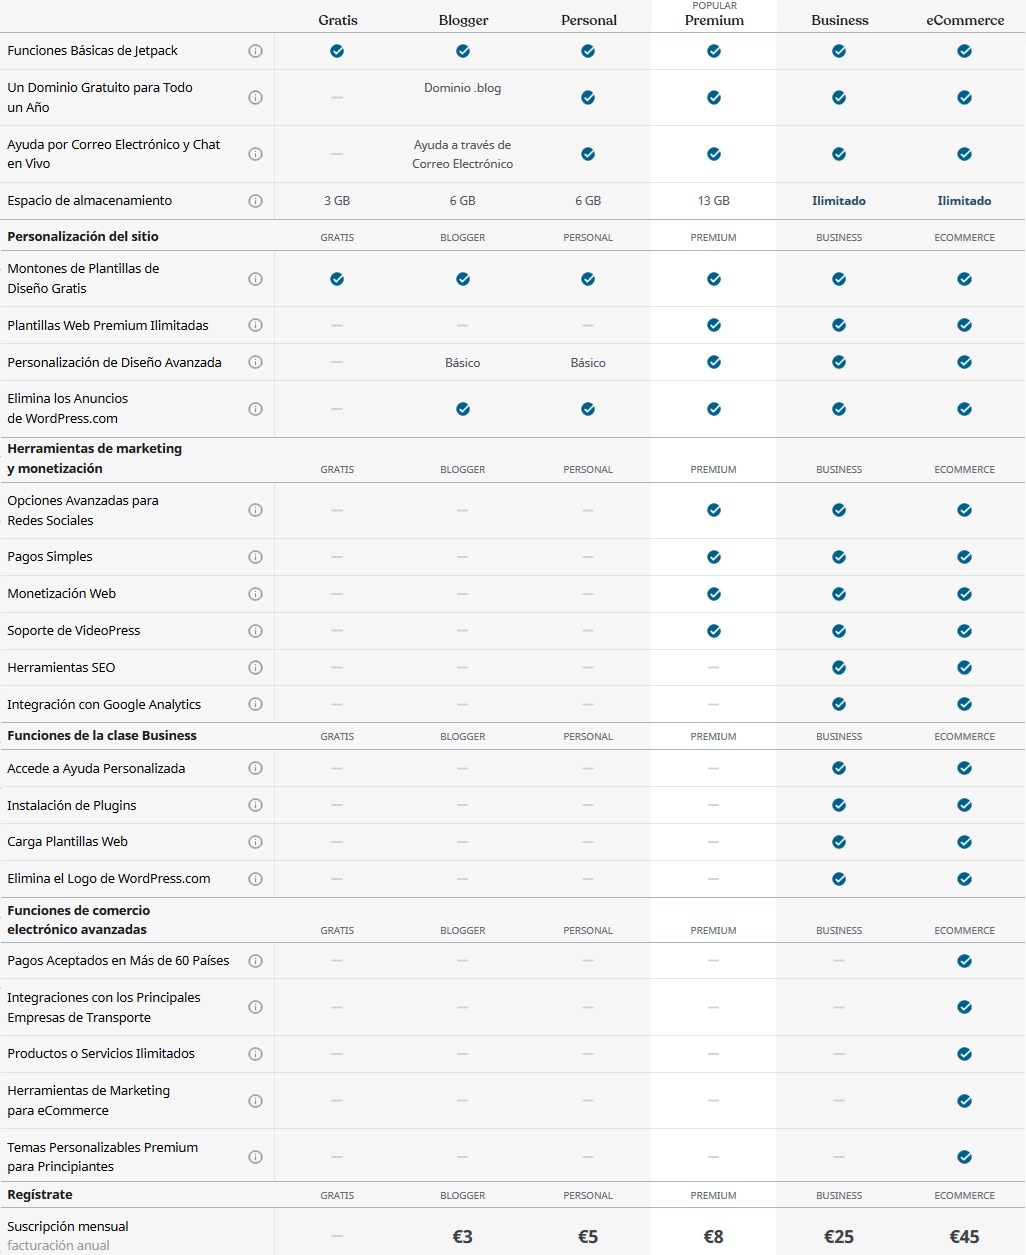 POPULAR
Gratis Blogger Personal Premium Business eCommerce
Funciones Básicas de Jetpack
Un Dominio Gratuito para Todo
un Año — Dominio .blog
Ayuda por Correo Electrónico y Chat
en Vivo — Ayuda a través de
Correo Electrónico
Espacio de almacenamiento 3 GB 6 GB 6 GB 13 GB Ilimitado Ilimitado
Personalización del sitio GRATIS BLOGGER PERSONAL PREMIUM BUSINESS ECOMMERCE
Montones de Plantillas de
Diseño Gratis
Plantillas Web Premium Ilimitadas — — —
Personalización de Diseño Avanzada — Básico Básico
Elimina los Anuncios
de WordPress.com —
Herramientas de marketing
y monetización GRATIS BLOGGER PERSONAL PREMIUM BUSINESS ECOMMERCE
Opciones Avanzadas para
Redes Sociales — — —
Pagos Simples — — —
Monetización Web — — —
Soporte de VideoPress — — —
Herramientas SEO — — — —
Integración con Google Analytics — — — —
Funciones de la clase Business GRATIS BLOGGER PERSONAL PREMIUM BUSINESS ECOMMERCE
Accede a Ayuda Personalizada — — — —
Instalación de Plugins — — — —
Carga Plantillas Web — — — —
Elimina el Logo de WordPress.com — — — —
Funciones de comercio
electrónico avanzadas GRATIS BLOGGER PERSONAL PREMIUM BUSINESS ECOMMERCE
Pagos Aceptados en Más de 60 Países — — — — —
Integraciones con los Principales
Empresas de Transporte — — — — —
Productos o Servicios Ilimitados — — — — —
Herramientas de Marketing
para eCommerce — — — — —
Temas Personalizables Premium
para Principiantes — — — — —
Regístrate GRATIS BLOGGER PERSONAL PREMIUM BUSINESS ECOMMERCE
Suscripción mensual
facturación anual — €3 €5 €8 €25 €45